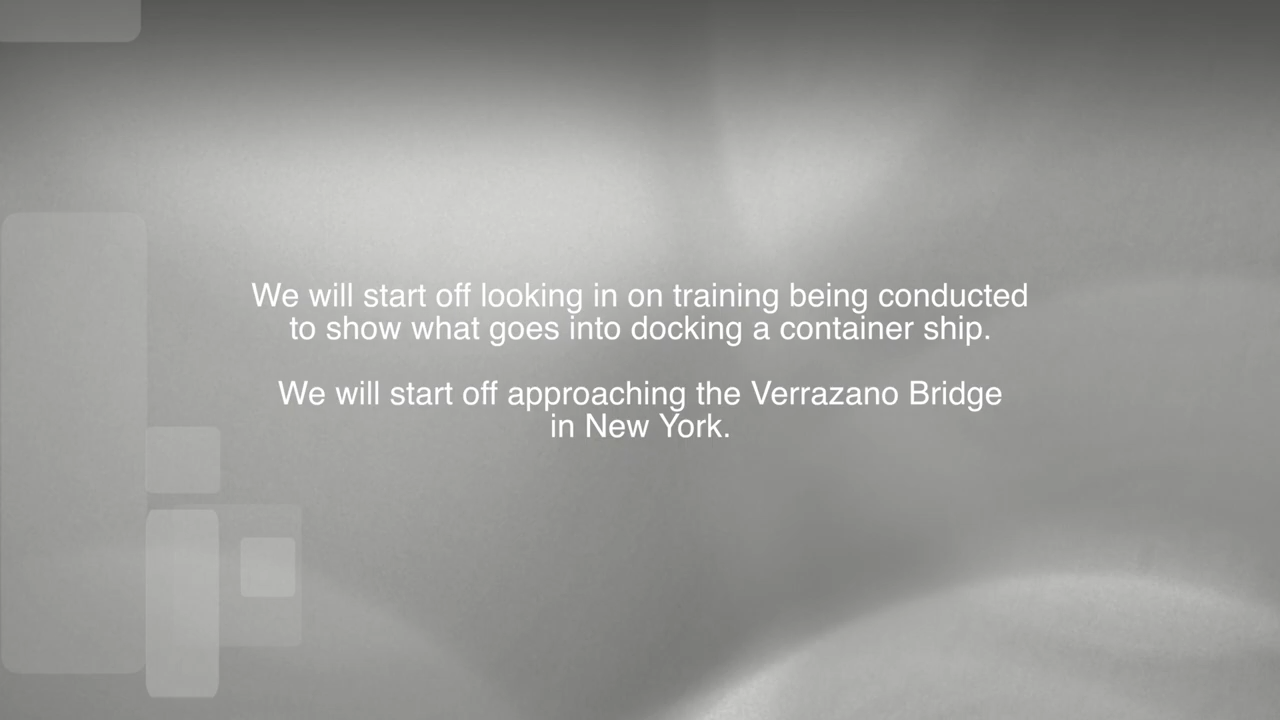 We will start off looking in on training being conducted
to show what goes into docking a container ship.
We will start off approaching the Verrazano Bridge
in New York.